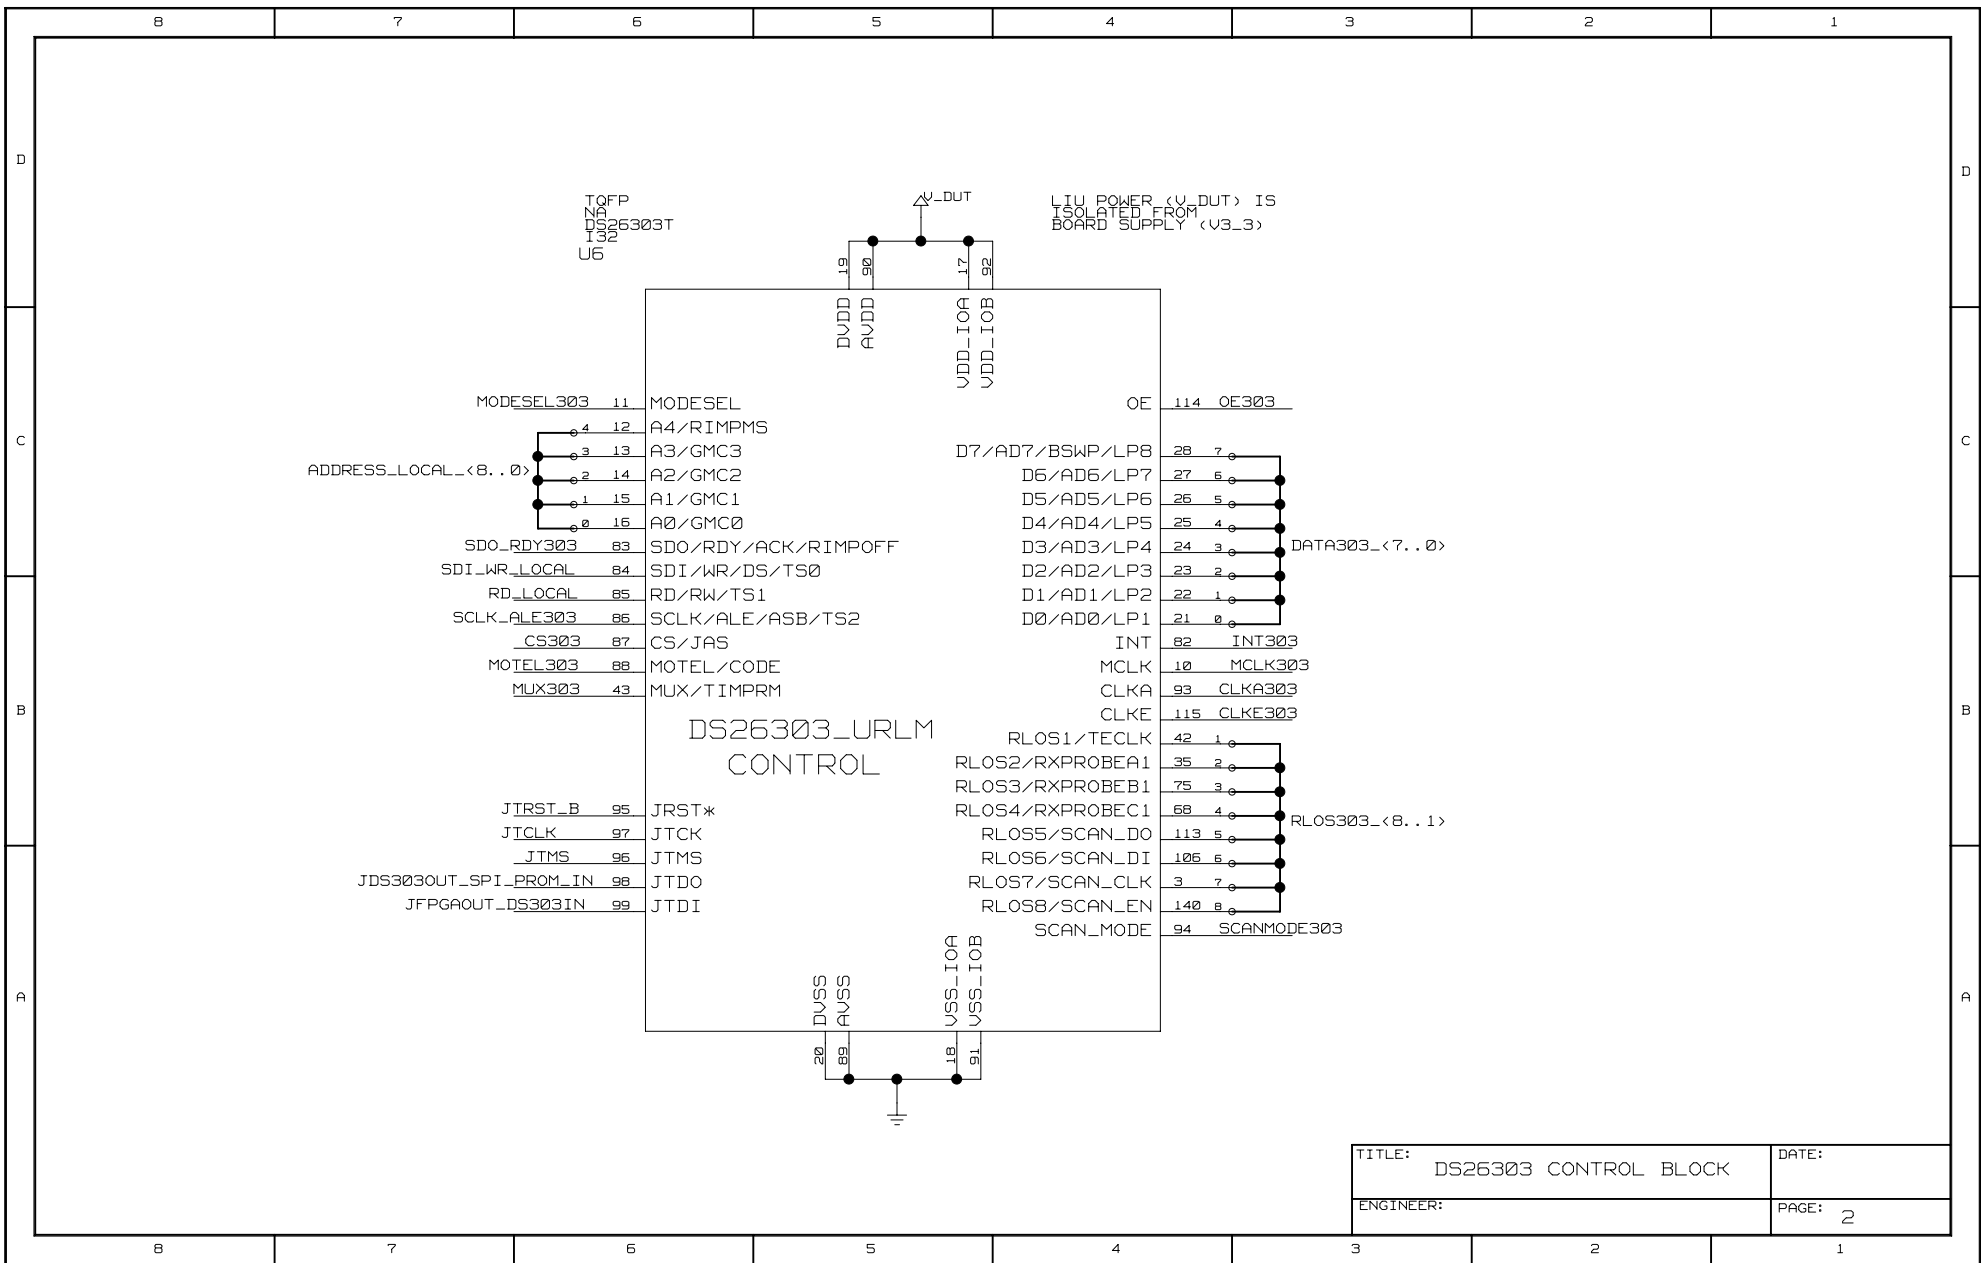 8 7 6 5 4 3 2 1
D
D
TQFP
NA
DS26303T
I32
U6
V_DUT
LIU POWER (V_DUT) IS
ISOLATED FROM
BOARD SUPPLY (V3_3)
19 90 17 92
DVDD AVDD VDD_IOA VDD_IOB
C
C
MODESEL303 11 MODESEL
4 12 A4/RIMPMS
3 13 A3/GMC3
ADDRESS_LOCAL_<8..0>
2 14 A2/GMC2
1 15 A1/GMC1
0 16 A0/GMC0
SDO_RDY303 83 SDO/RDY/ACK/RIMPOFF
SDI_WR_LOCAL 84 SDI/WR/DS/TS0
RD_LOCAL 85 RD/RW/TS1
SCLK_ALE303 86 SCLK/ALE/ASB/TS2
CS303 87 CS/JAS
MOTEL303 88 MOTEL/CODE
MUX303 43 MUX/TIMPRM
OE 114 OE303
D7/AD7/BSWP/LP8 28 7
D6/AD6/LP7 27 6
D5/AD5/LP6 26 5
D4/AD4/LP5 25 4
D3/AD3/LP4 24 3
DATA303_<7..0>
D2/AD2/LP3 23 2
D1/AD1/LP2 22 1
D0/AD0/LP1 21 0
INT 82 INT303
MCLK 10 MCLK303
CLKA 93 CLKA303
CLKE 115 CLKE303
B
B
DS26303_URLM
CONTROL
RLOS1/TECLK 42 1
RLOS2/RXPROBEA1 35 2
RLOS3/RXPROBEB1 75 3
RLOS4/RXPROBEC1 68 4
RLOS303_<8..1>
RLOS5/SCAN_DO 113 5
RLOS6/SCAN_DI 106 6
RLOS7/SCAN_CLK 3 7
RLOS8/SCAN_EN 140 8
SCAN_MODE 94 SCANMODE303
JTRST_B 95 JRST*
JTCLK 97 JTCK
JTMS 96 JTMS
JDS303OUT_SPI_PROM_IN 98 JTDO
JFPGAOUT_DS303IN 99 JTDI
A
A
DVSS AVSS VSS_IOA VSS_IOB
20 89 18 91
TITLE: DS26303 CONTROL BLOCK
DATE:
ENGINEER:
PAGE: 2
8 7 6 5 4 3 2 1